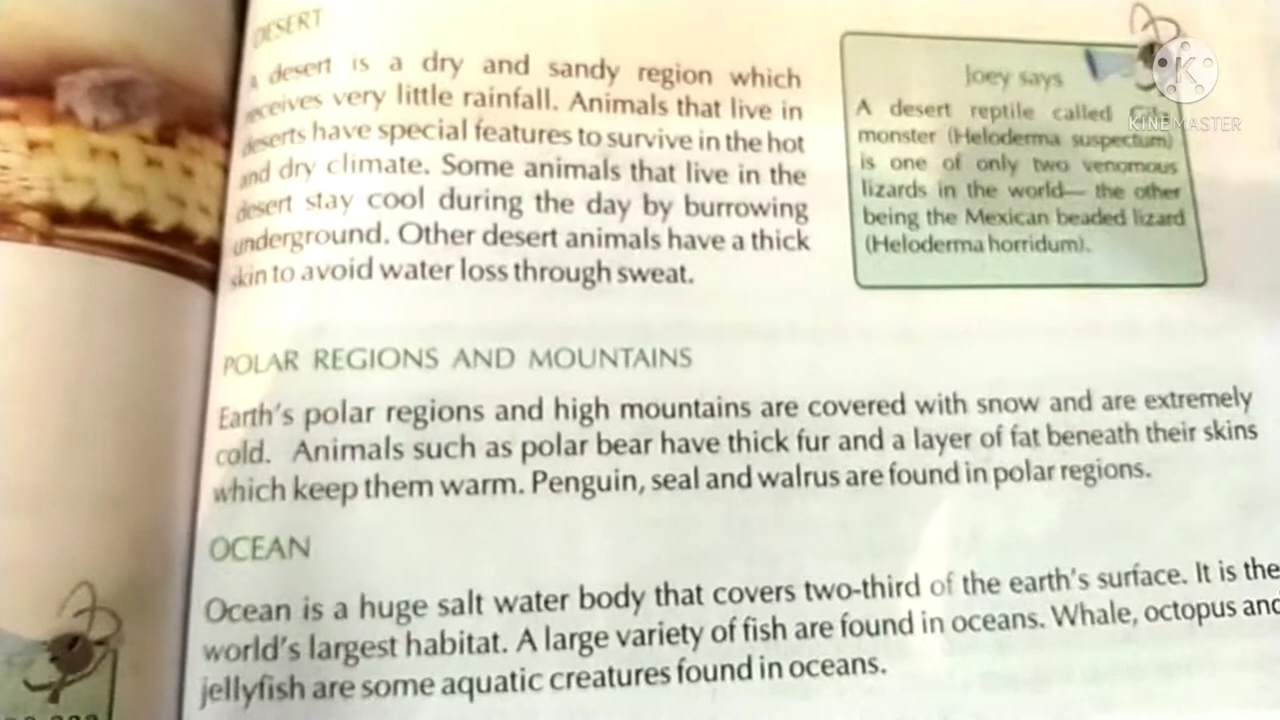 DESERT
A desert is a dry and sandy region which
receives very little rainfall. Animals that live in
deserts have special features to survive in the hot
and dry climate. Some animals that live in the
desert stay cool during the day by burrowing
underground. Other desert animals have a thick
skin to avoid water loss through sweat.
Joey says
A desert reptile called Gila
monster (Heloderma suspectum)
is one of only two venomous
lizards in the world— the other
being the Mexican beaded lizard
(Heloderma horridum).
K
KINEMASTER
POLAR REGIONS AND MOUNTAINS
Earth's polar regions and high mountains are covered with snow and are extremely
cold. Animals such as polar bear have thick fur and a layer of fat beneath their skins
which keep them warm. Penguin, seal and walrus are found in polar regions.
OCEAN
Ocean is a huge salt water body that covers two-third of the earth's surface. It is the
world's largest habitat. A large variety of fish are found in oceans. Whale, octopus and
jellyfish are some aquatic creatures found in oceans.